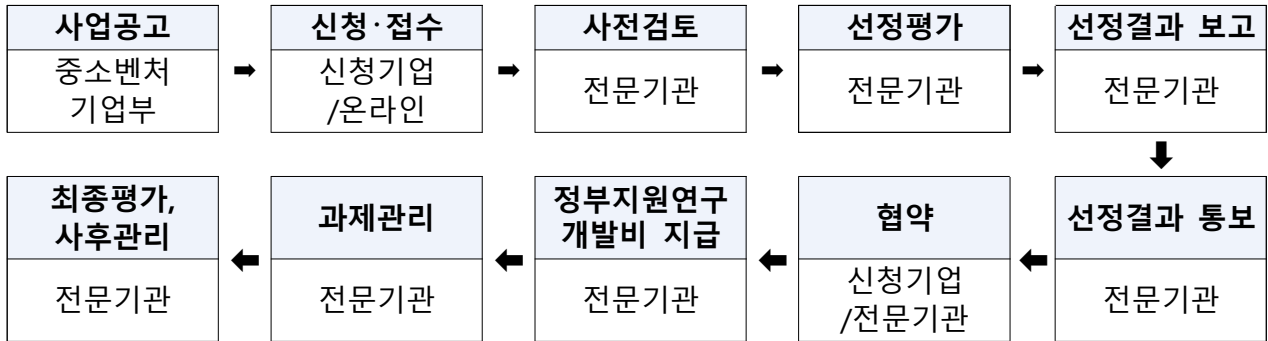 사업공고
중소벤처
기업부
➡
신청·접수
신청기업
/온라인
➡
사전검토
전문기관
➡
선정평가
전문기관
➡
선정결과 보고
전문기관
⬇
선정결과 통보
전문기관
⬅
협약
신청기업
/전문기관
⬅
정부지원연구
개발비 지급
전문기관
⬅
과제관리
전문기관
⬅
최종평가,
사후관리
전문기관